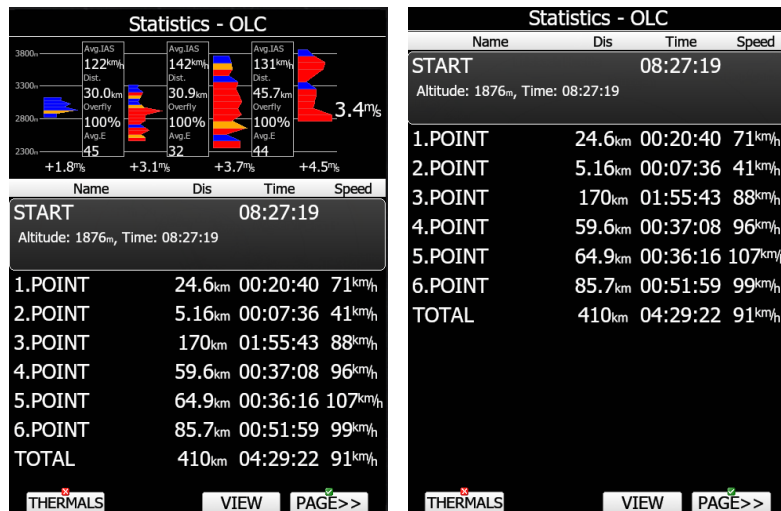 Statistics - OLC
3800m
3300m
2800m
2300m
Avg.IAS
122km/h
Dist.
30.0km
Overfly
100%
Avg.E
45
Avg.IAS
142km/h
Dist.
30.9km
Overfly
100%
Avg.E
32
Avg.IAS
131km/h
Dist.
45.7km
Overfly
100%
Avg.E
44
3.4m/s
+1.8m/s +3.1m/s +3.7m/s +4.5m/s
Name Dis Time Speed
START 08:27:19
Altitude: 1876m, Time: 08:27:19
1.POINT 24.6km 00:20:40 71km/h
2.POINT 5.16km 00:07:36 41km/h
3.POINT 170km 01:55:43 88km/h
4.POINT 59.6km 00:37:08 96km/h
5.POINT 64.9km 00:36:16 107km/h
6.POINT 85.7km 00:51:59 99km/h
TOTAL 410km 04:29:22 91km/h
THERMALS VIEW PAGE>>
Statistics - OLC
Name Dis Time Speed
START 08:27:19
Altitude: 1876m, Time: 08:27:19
1.POINT 24.6km 00:20:40 71km/h
2.POINT 5.16km 00:07:36 41km/h
3.POINT 170km 01:55:43 88km/h
4.POINT 59.6km 00:37:08 96km/h
5.POINT 64.9km 00:36:16 107km/h
6.POINT 85.7km 00:51:59 99km/h
TOTAL 410km 04:29:22 91km/h
THERMALS VIEW PAGE>>